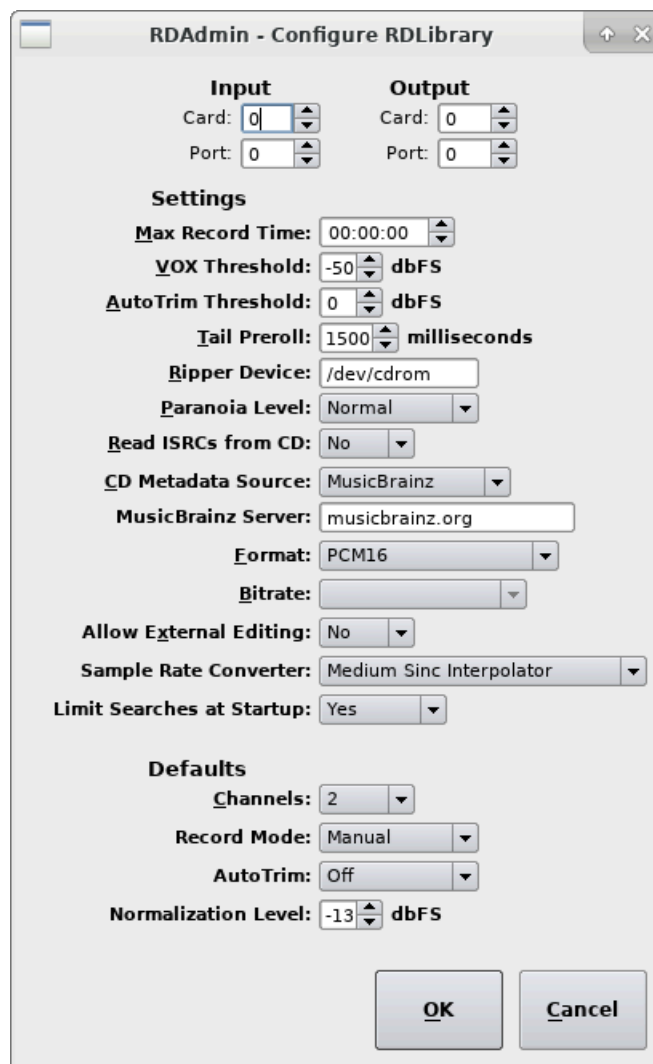 RDAdmin - Configure RDLibrary
Input Output
Card: 0 Card: 0
Port: 0 Port: 0
Settings
Max Record Time: 00:00:00
VOX Threshold: -50 dbFS
AutoTrim Threshold: 0 dbFS
Tail Preroll: 1500 milliseconds
Ripper Device: /dev/cdrom
Paranoia Level: Normal
Read ISRCs from CD: No
CD Metadata Source: MusicBrainz
MusicBrainz Server: musicbrainz.org
Format: PCM16
Bitrate:
Allow External Editing: No
Sample Rate Converter: Medium Sinc Interpolator
Limit Searches at Startup: Yes
Defaults
Channels: 2
Record Mode: Manual
AutoTrim: Off
Normalization Level: -13 dbFS
OK Cancel